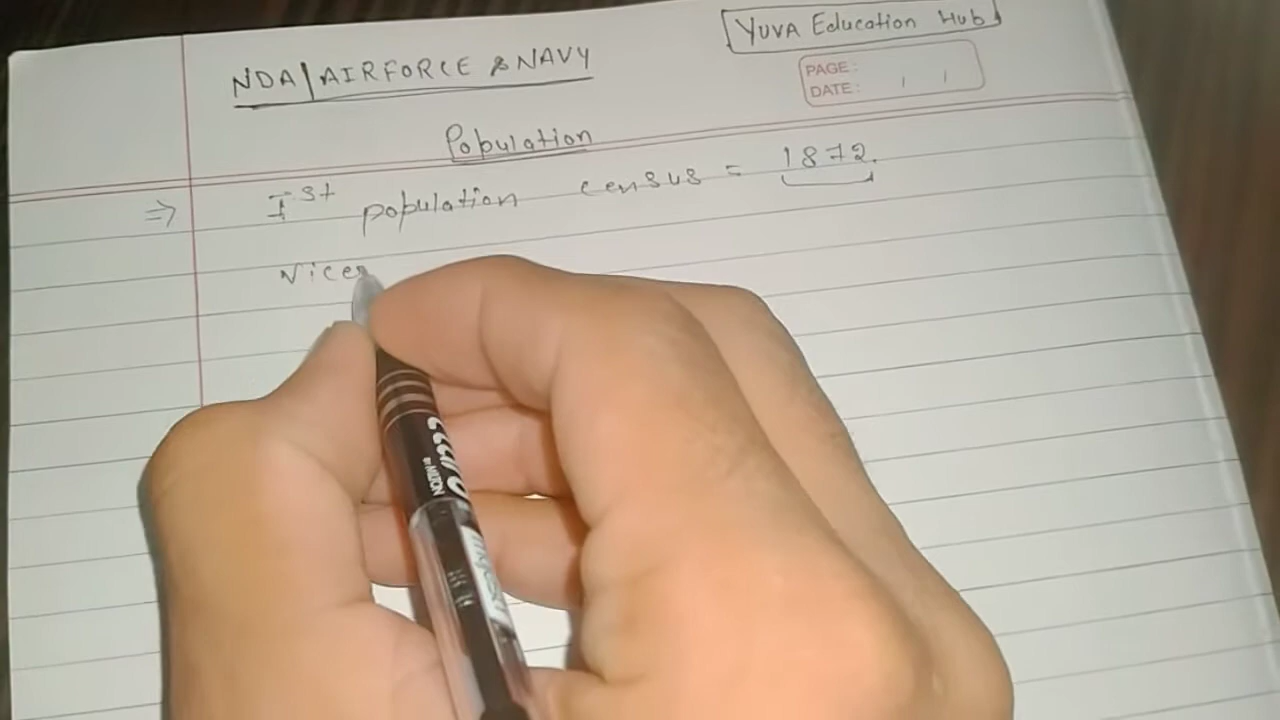 YUVA Education Hub
NDA/AIRFORCE & NAVY
PAGE:
DATE: / /
Population
⇒ Ist population census = 1872.
Vicer